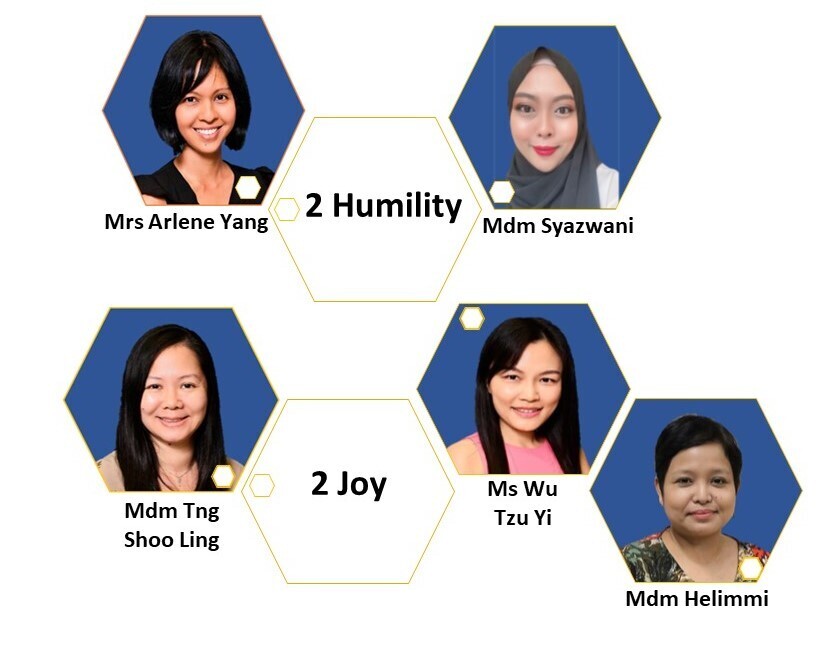 Mrs Arlene Yang
2 Humility
Mdm Syazwani
Mdm Tng
Shoo Ling
2 Joy
Ms Wu
Tzu Yi
Mdm Helimmi